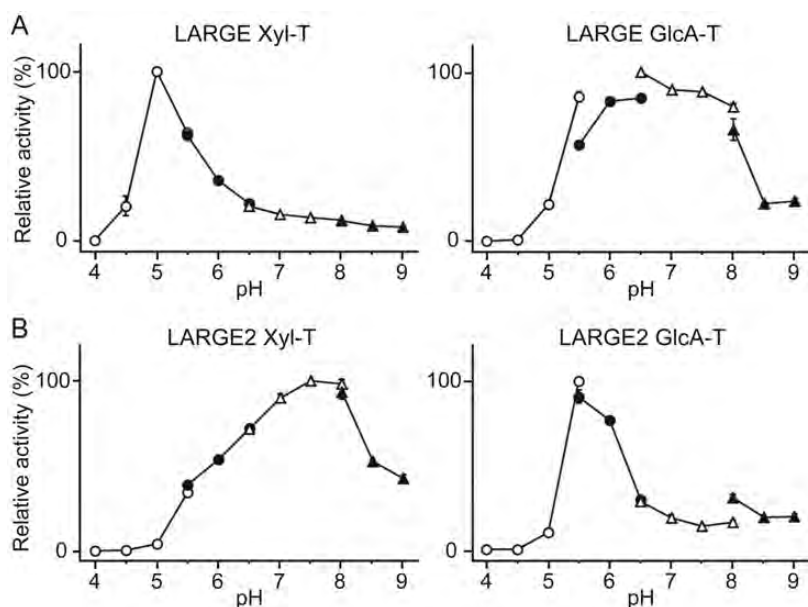 A
LARGE Xyl-T
LARGE GlcA-T
Relative activity (%)
100
0
4 5 6 7 8 9
pH
100
0
4 5 6 7 8 9
pH
B
LARGE2 Xyl-T
LARGE2 GlcA-T
Relative activity (%)
100
0
4 5 6 7 8 9
pH
100
0
4 5 6 7 8 9
pH